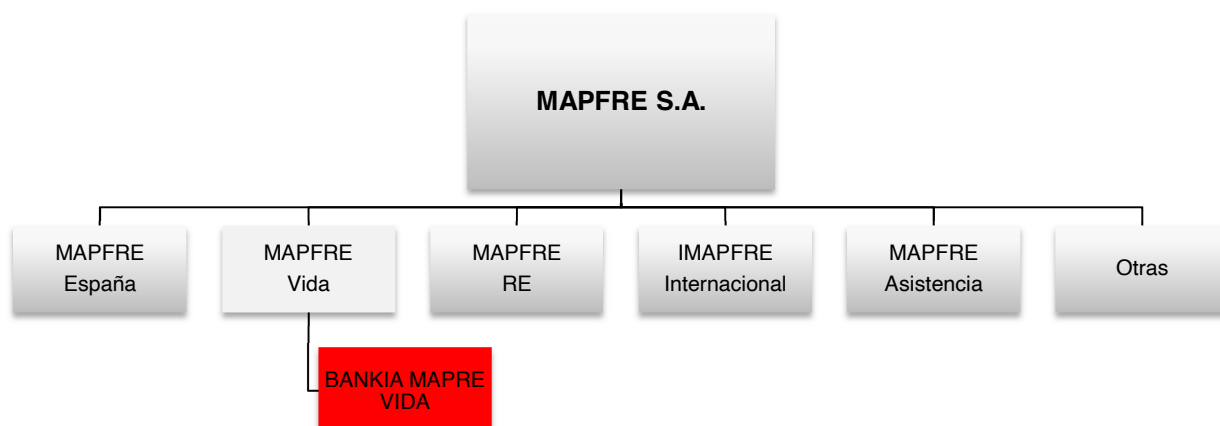 MAPFRE S.A.
MAPFRE
España
MAPFRE
Vida
MAPFRE
RE
IMAPFRE
Internacional
MAPFRE
Asistencia
Otras
BANKIA MAPRE
VIDA